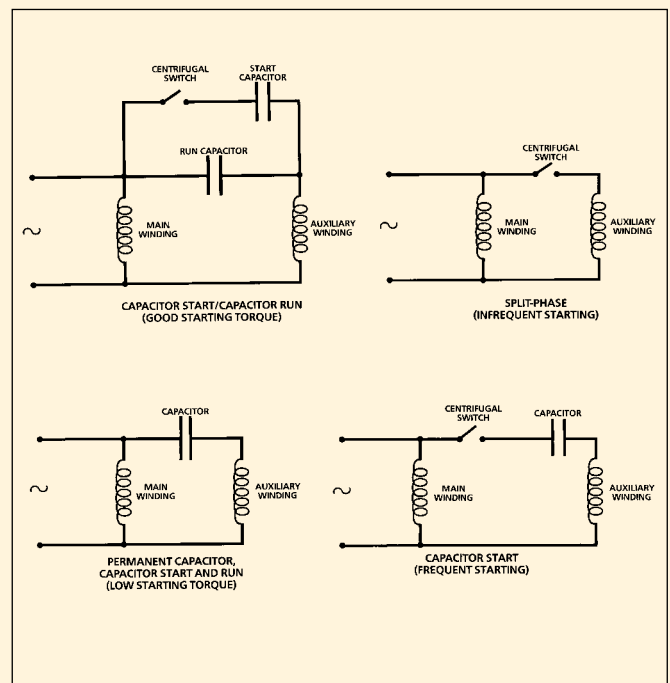 CENTRIFUGAL
SWITCH
START
CAPACITOR
RUN CAPACITOR
MAIN
WINDING
AUXILIARY
WINDING
~
CAPACITOR START/CAPACITOR RUN
(GOOD STARTING TORQUE)
CENTRIFUGAL
SWITCH
MAIN
WINDING
AUXILIARY
WINDING
~
SPLIT-PHASE
(INFREQUENT STARTING)
CAPACITOR
MAIN
WINDING
AUXILIARY
WINDING
~
PERMANENT CAPACITOR,
CAPACITOR START AND RUN
(LOW STARTING TORQUE)
CENTRIFUGAL
SWITCH
CAPACITOR
MAIN
WINDING
AUXILIARY
WINDING
~
CAPACITOR START
(FREQUENT STARTING)